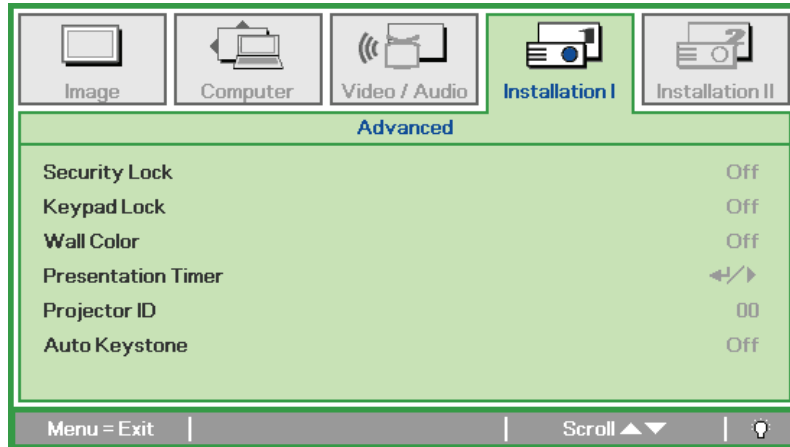 Image Computer Video / Audio Installation I Installation II
Advanced
Security Lock Off
Keypad Lock Off
Wall Color Off
Presentation Timer
Projector ID 00
Auto Keystone Off
Menu = Exit Scroll